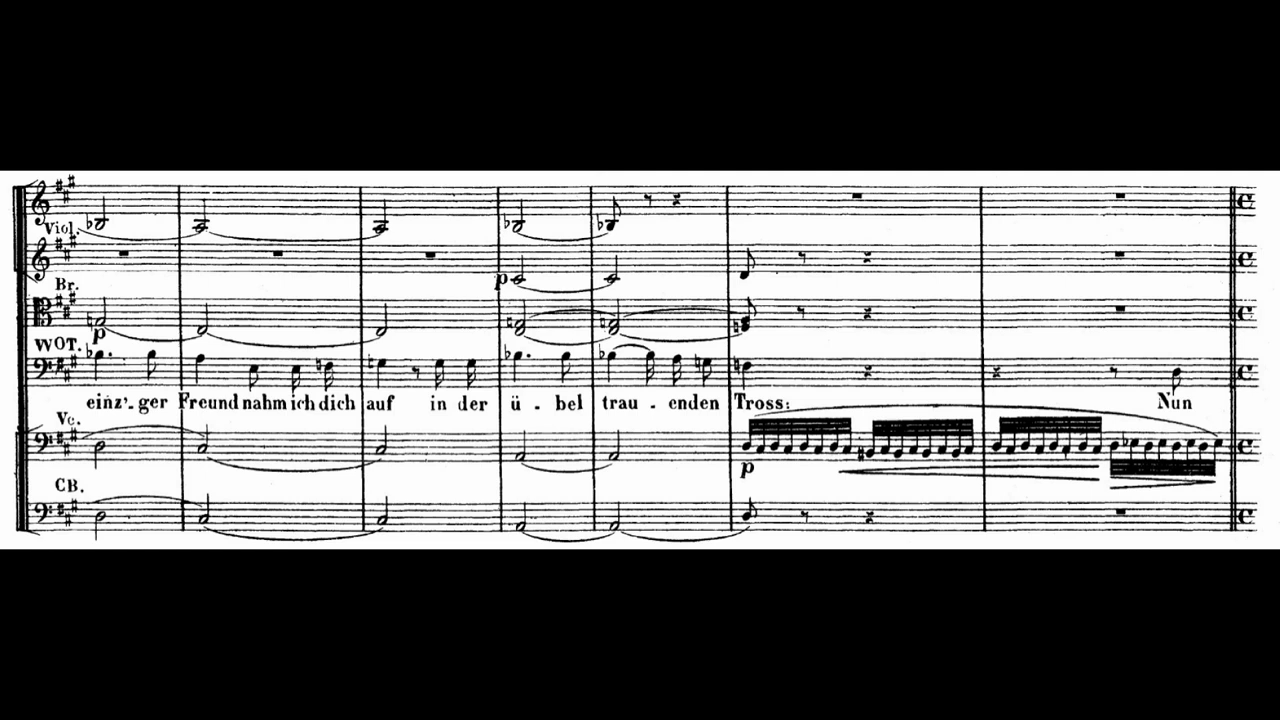 Viol.
p
Br.
p
WOT.
einz'-ger Freund nahm ich dich auf in der ü-bel trau-enden Tross: Nun
Vc.
p
CB.